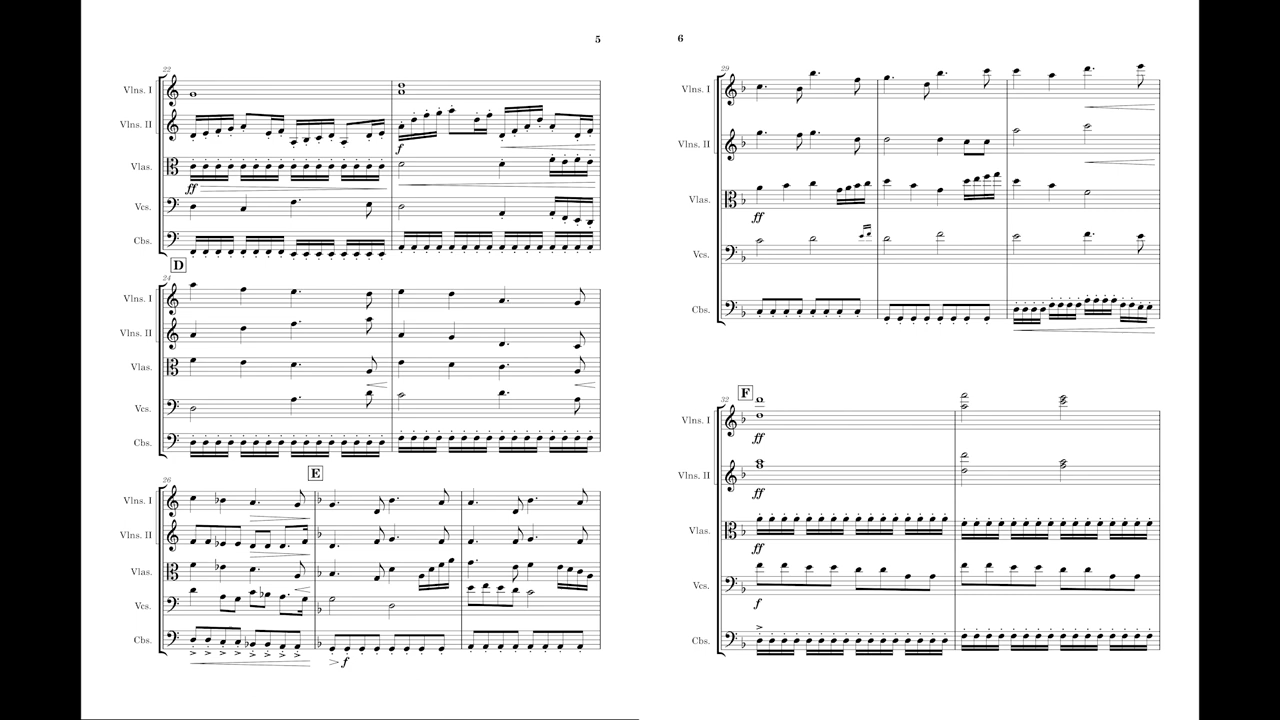 5
22
Vlns. I
Vlns. II
f
Vlas.
ff
Vcs.
Cbs.
D
24
Vlns. I
Vlns. II
Vlas.
Vcs.
Cbs.
E
26
Vlns. I
Vlns. II
Vlas.
Vcs.
Cbs.
f
6
29
Vlns. I
Vlns. II
Vlas.
ff
Vcs.
Cbs.
F
32
Vlns. I
ff
Vlns. II
ff
Vlas.
ff
Vcs.
f
Cbs.